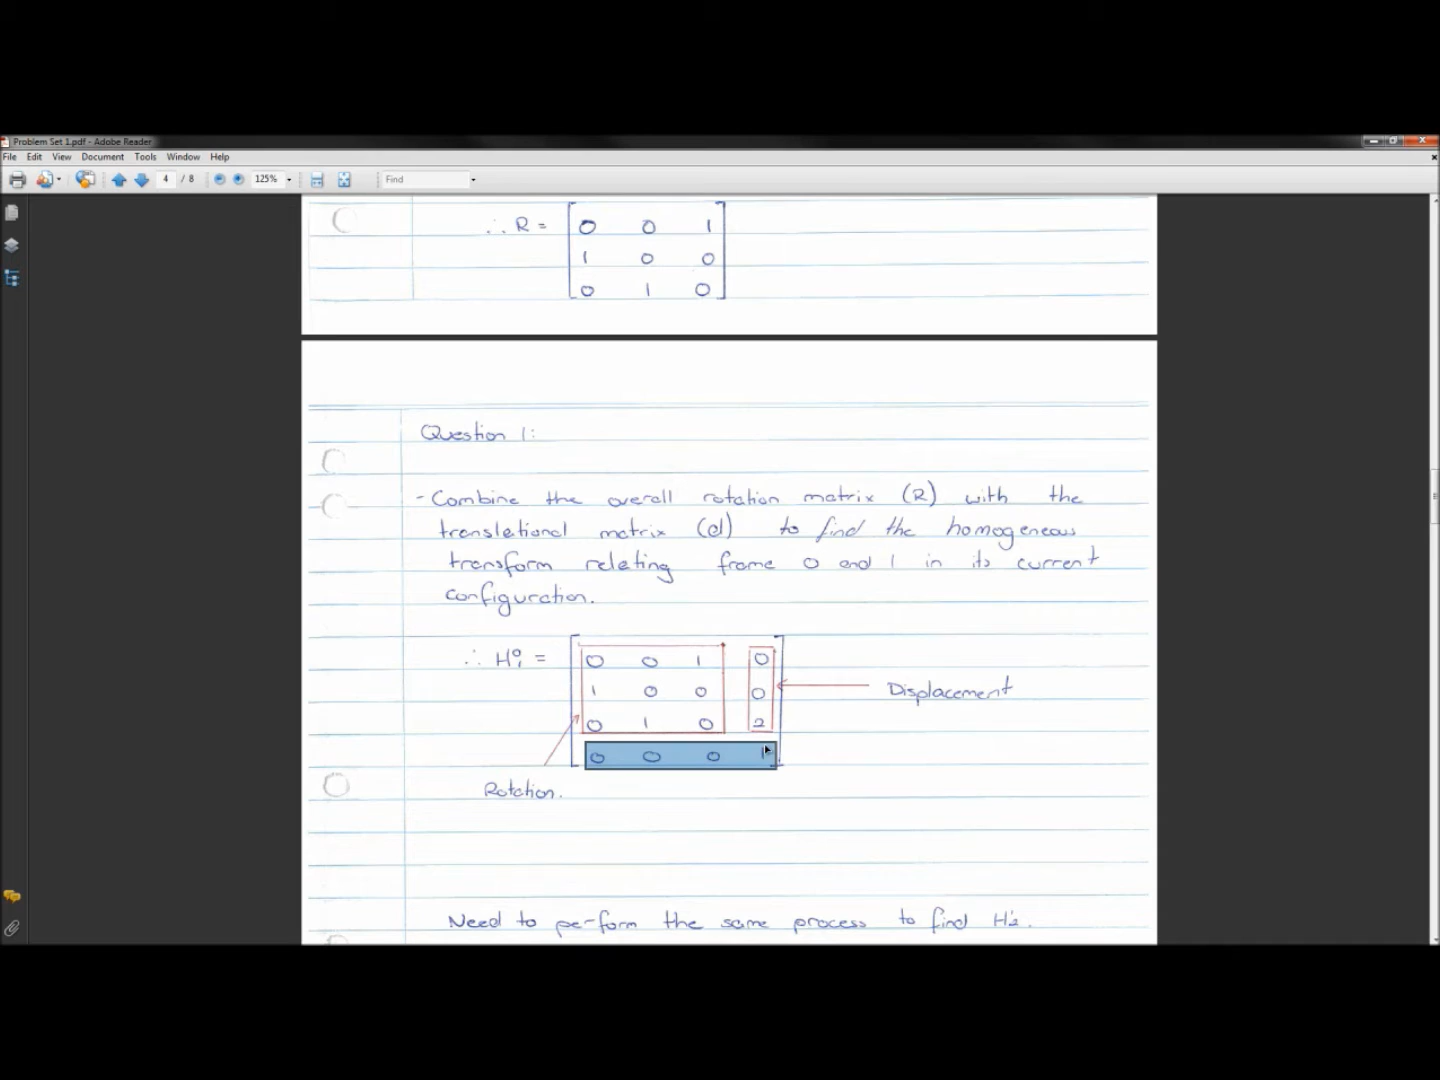 Problem Set 1.pdf - Adobe Reader
File Edit View Document Tools Window Help
4 / 8 125% Find
∴ R = 0 0 1
1 0 0
0 1 0
Question 1:
- Combine the overall rotation matrix (R) with the
translational matrix (d) to find the homogeneous
transform relating frame 0 and 1 in its current
configuration.
∴ H⁰₁ = 0 0 1 0
1 0 0 0 Displacement
0 1 0 2
0 0 0 1
Rotation.
Need to perform the same process to find H¹₂.